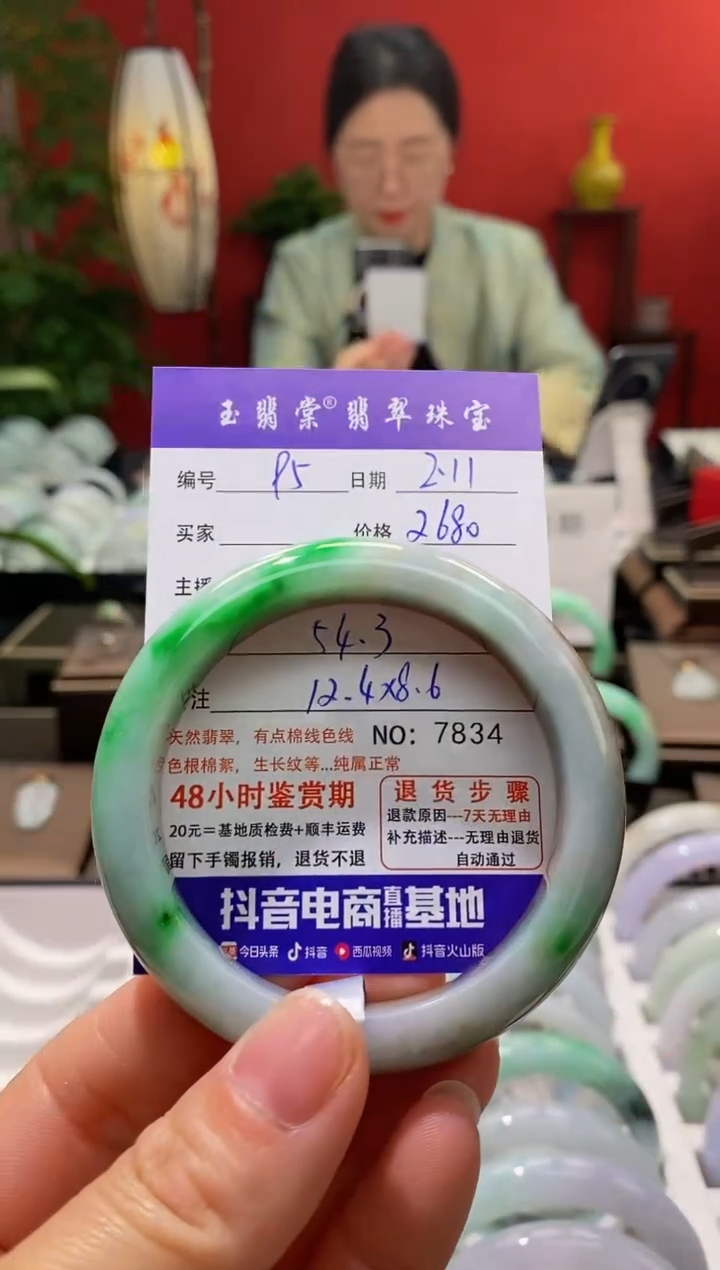 玉翡棠®翡翠珠宝
编号 P5 日期 2.11
买家 价格 2680
主播
54.3
注 12.4x8.6
天然翡翠，有点棉线色线 NO: 7834
色根棉絮，生长纹等...纯属正常
48小时鉴赏期
20元＝基地质检费+顺丰运费
留下手镯报销，退货不退
退货步骤
退款原因---7天无理由
补充描述---无理由退货
自动通过
抖音电商直播基地
今日头条 抖音 西瓜视频 抖音火山版